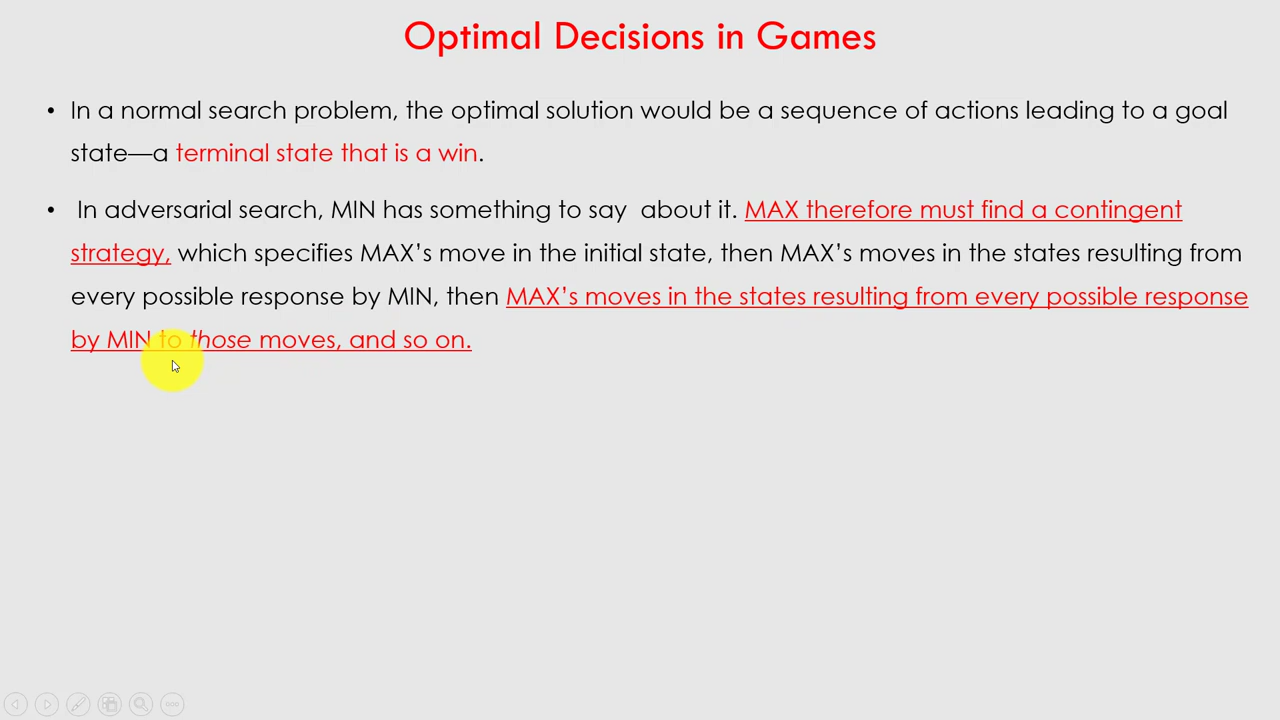 Optimal Decisions in Games
• In a normal search problem, the optimal solution would be a sequence of actions leading to a goal
state—a terminal state that is a win.
• In adversarial search, MIN has something to say  about it. MAX therefore must find a contingent
strategy, which specifies MAX’s move in the initial state, then MAX’s moves in the states resulting from
every possible response by MIN, then MAX’s moves in the states resulting from every possible response
by MIN to those moves, and so on.